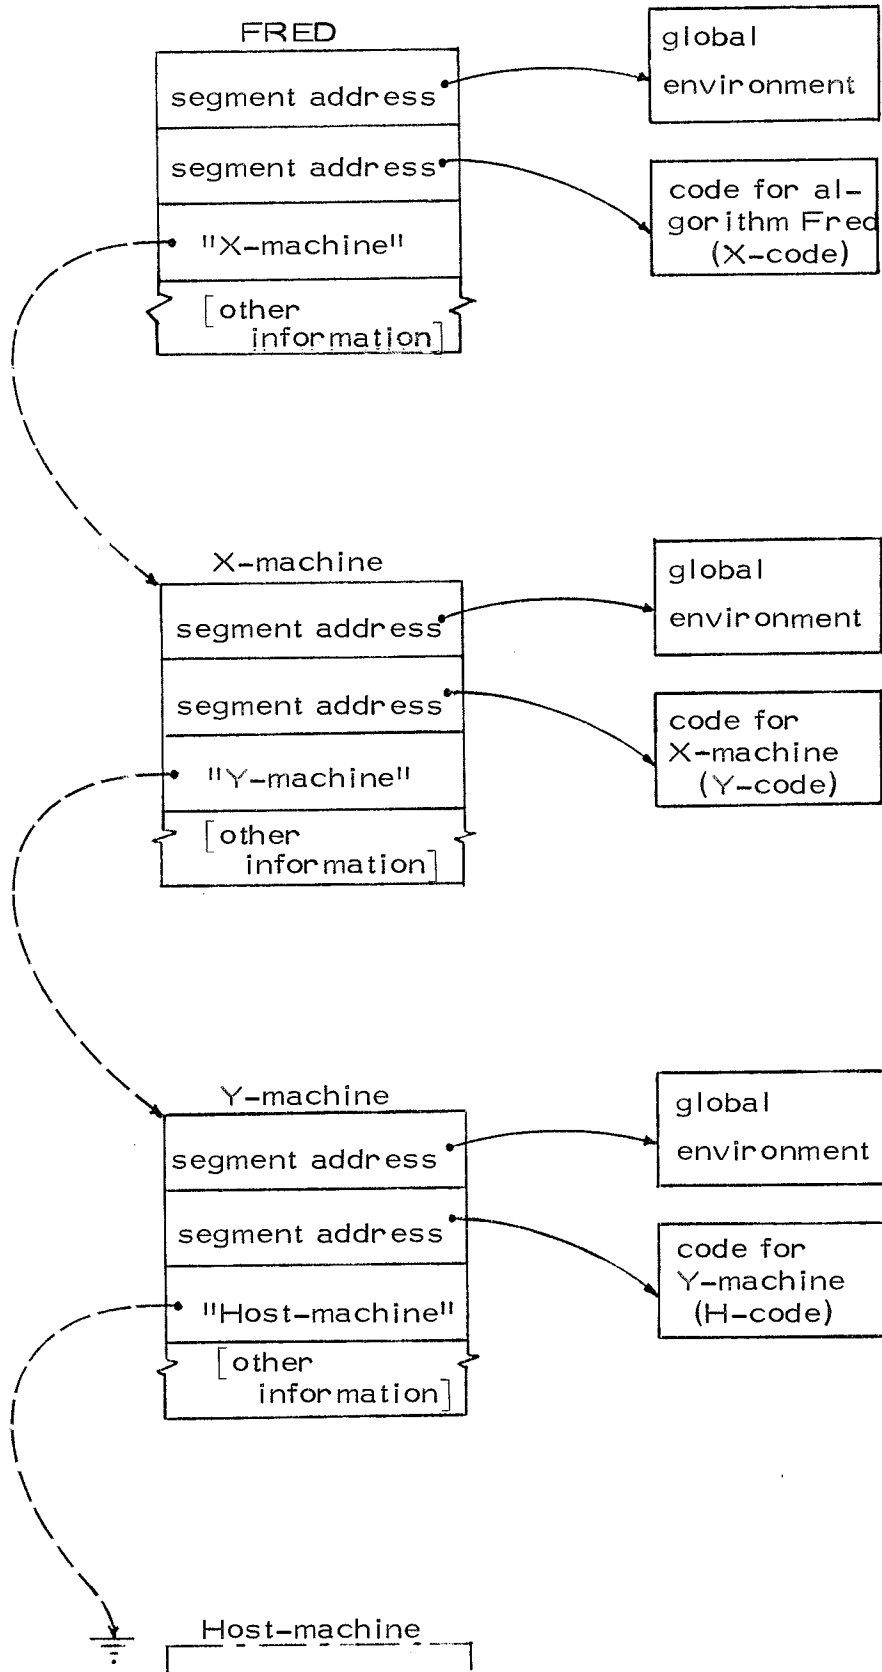 FRED
segment address
segment address
"X-machine"
[other
information]
global
environment
code for al-
gorithm Fred
(X-code)
X-machine
segment address
segment address
"Y-machine"
[other
information]
global
environment
code for
X-machine
(Y-code)
Y-machine
segment address
segment address
"Host-machine"
[other
information]
global
environment
code for
Y-machine
(H-code)
Host-machine